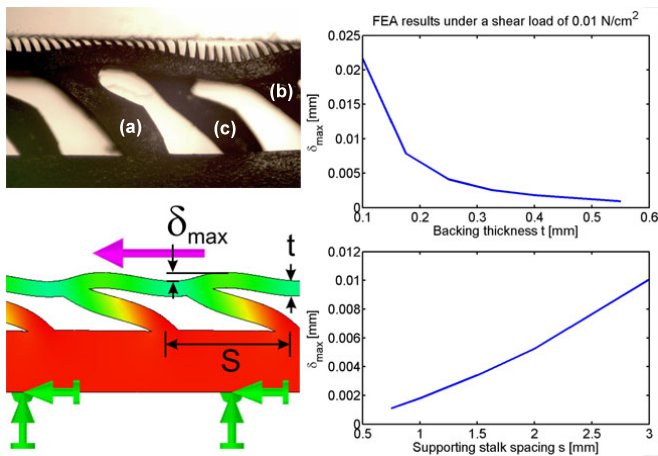 (a)
(b)
(c)
δmax
t
S
FEA results under a shear load of 0.01 N/cm²
δmax [mm]
0.025
0.02
0.015
0.01
0.005
0
0.1 0.2 0.3 0.4 0.5 0.6
Backing thickness t [mm]
δmax [mm]
0.012
0.01
0.008
0.006
0.004
0.002
0
0.5 1 1.5 2 2.5 3
Supporting stalk spacing s [mm]